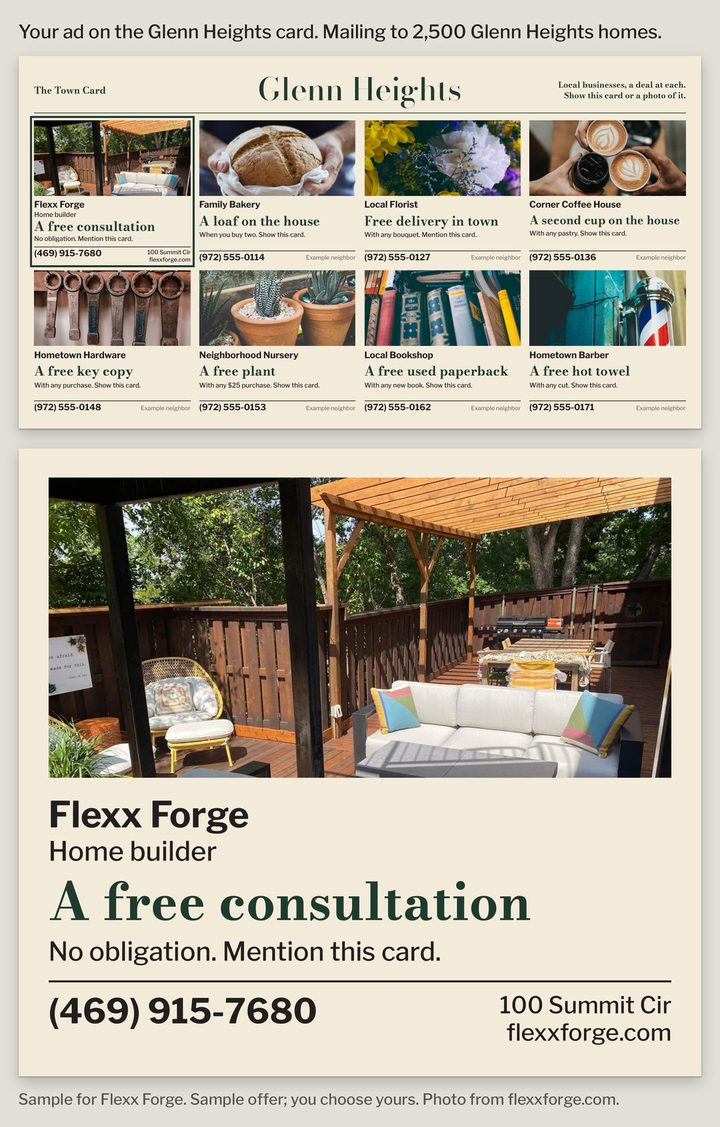 Your ad on the Glenn Heights card. Mailing to 2,500 Glenn Heights homes.
The Town Card
Glenn Heights
Local businesses, a deal at each.
Show this card or a photo of it.
Flexx Forge
Home builder
A free consultation
No obligation. Mention this card.
(469) 915-7680
100 Summit Cir
flexxforge.com
Family Bakery
A loaf on the house
When you buy two. Show this card.
(972) 555-0114
Example neighbor
Local Florist
Free delivery in town
With any bouquet. Mention this card.
(972) 555-0127
Example neighbor
Corner Coffee House
A second cup on the house
With any pastry. Show this card.
(972) 555-0136
Example neighbor
Hometown Hardware
A free key copy
With any purchase. Show this card.
(972) 555-0148
Example neighbor
Neighborhood Nursery
A free plant
With any $25 purchase. Show this card.
(972) 555-0153
Example neighbor
Local Bookshop
A free used paperback
With any new book. Show this card.
(972) 555-0162
Example neighbor
Hometown Barber
A free hot towel
With any cut. Show this card.
(972) 555-0171
Example neighbor
afraid,
made for this
Flexx Forge
Home builder
A free consultation
No obligation. Mention this card.
(469) 915-7680
100 Summit Cir
flexxforge.com
Sample for Flexx Forge. Sample offer; you choose yours. Photo from flexxforge.com.